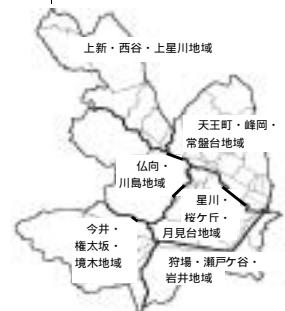 上新・西谷・上星川地域
天王町・峰岡・
常盤台地域
仏向・
川島地域
星川・
桜ケ丘・
月見台地域
今井・
権太坂・
境木地域
狩場・瀬戸ケ谷・
岩井地域